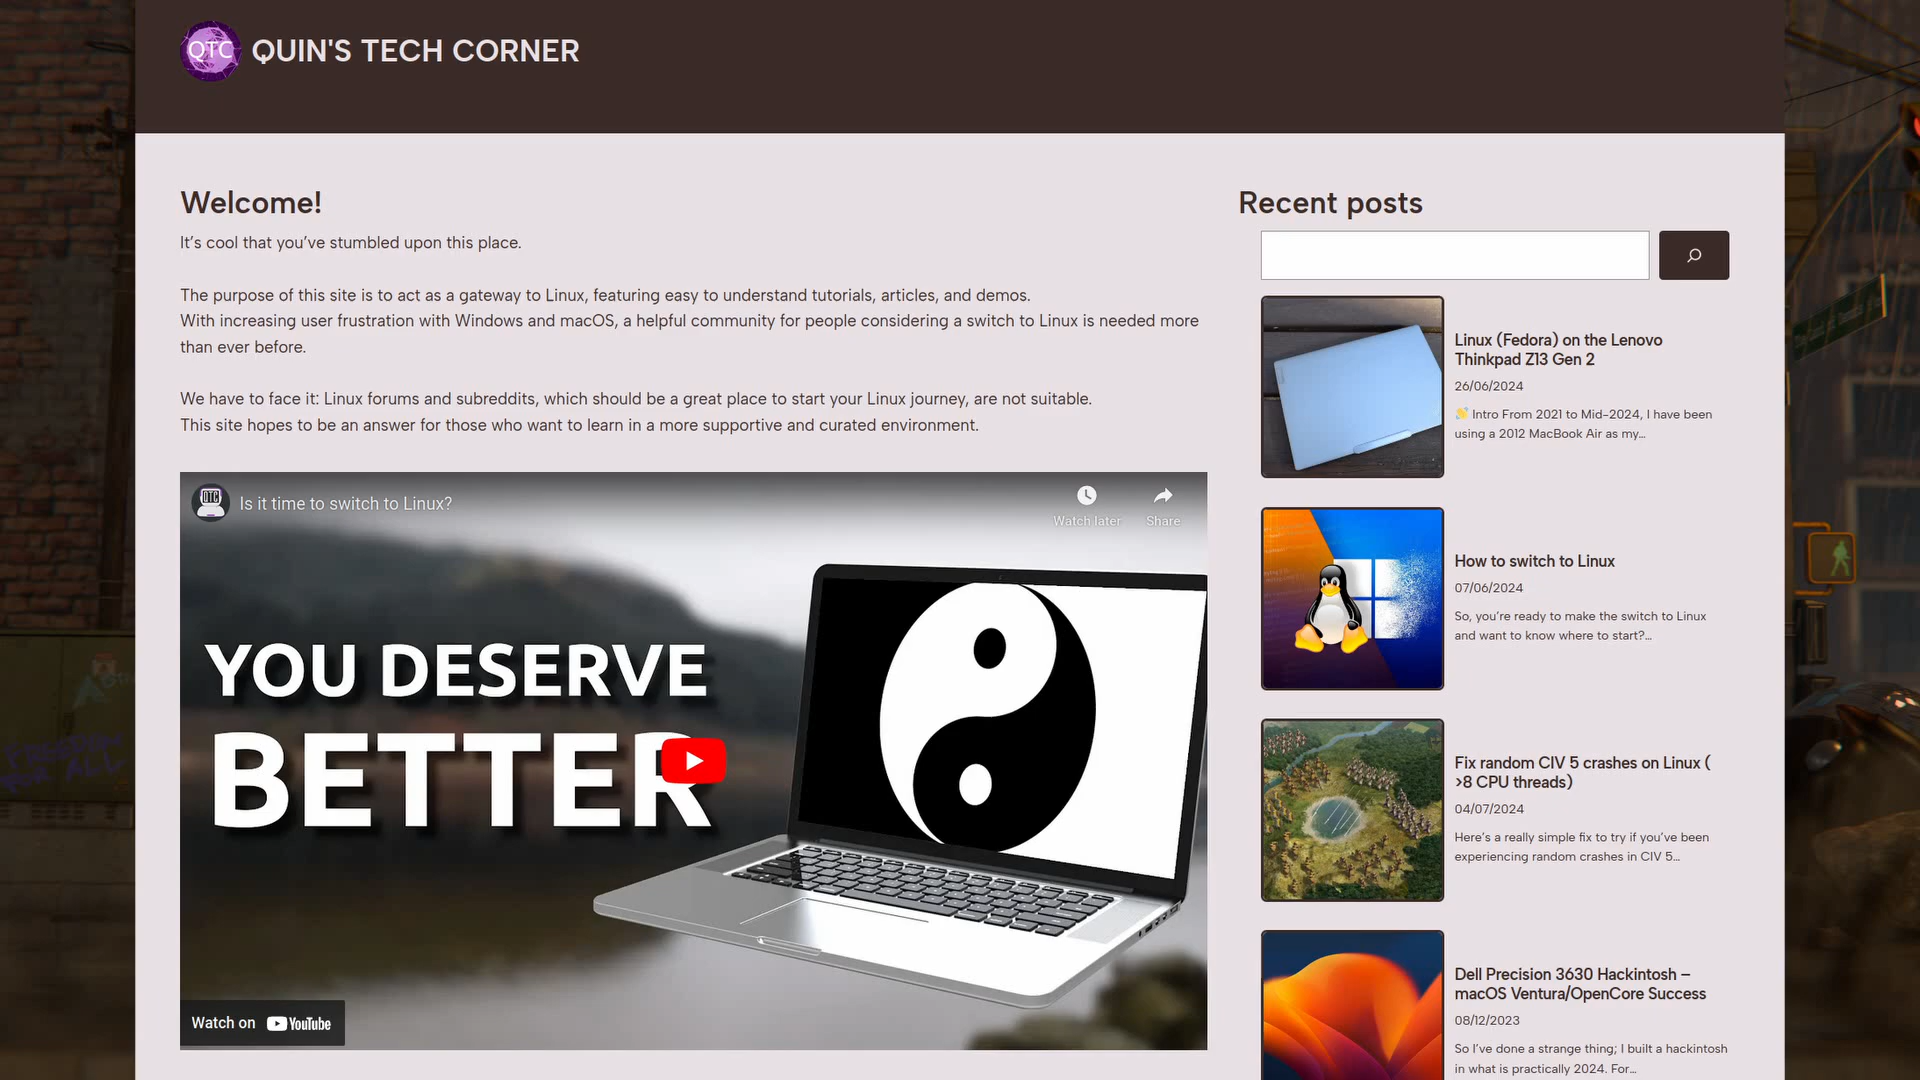 QTC QUIN'S TECH CORNER
Welcome!
It's cool that you've stumbled upon this place.
The purpose of this site is to act as a gateway to Linux, featuring easy to understand tutorials, articles, and demos.
With increasing user frustration with Windows and macOS, a helpful community for people considering a switch to Linux is needed more
than ever before.
We have to face it: Linux forums and subreddits, which should be a great place to start your Linux journey, are not suitable.
This site hopes to be an answer for those who want to learn in a more supportive and curated environment.
QTC Is it time to switch to Linux?
Watch later Share
YOU DESERVE
BETTER
Watch on YouTube
Recent posts
Linux (Fedora) on the Lenovo
Thinkpad Z13 Gen 2
26/06/2024
Intro From 2021 to Mid-2024, I have been
using a 2012 MacBook Air as my…
How to switch to Linux
07/06/2024
So, you're ready to make the switch to Linux
and want to know where to start?…
Fix random CIV 5 crashes on Linux (
>8 CPU threads)
04/07/2024
Here's a really simple fix to try if you've been
experiencing random crashes in CIV 5…
Dell Precision 3630 Hackintosh –
macOS Ventura/OpenCore Success
08/12/2023
So I've done a strange thing; I built a hackintosh
in what is practically 2024. For…
FREEDOM
FOR ALL